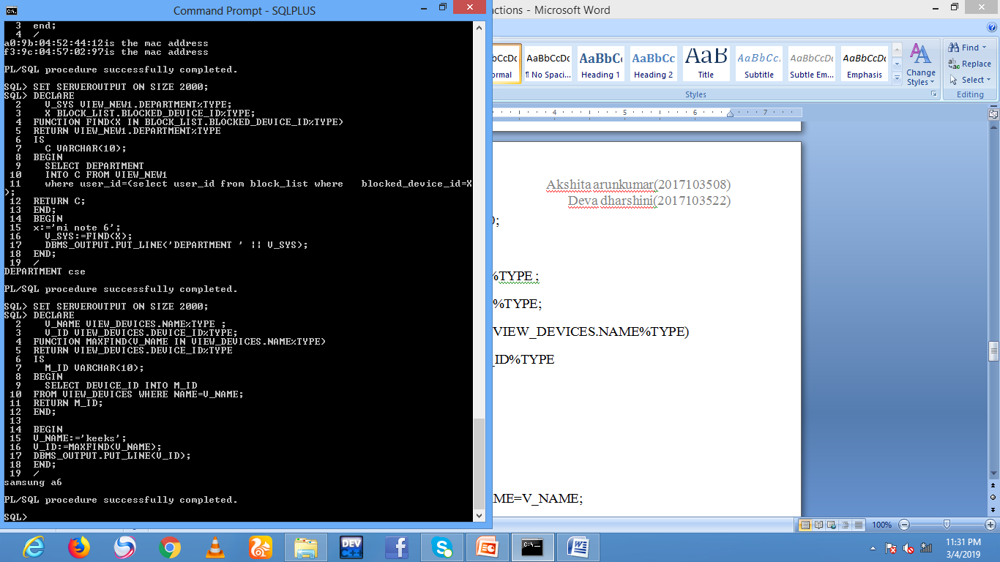 Command Prompt - SQLPLUS
3 end;
4 /
a0:9b:04:52:44:12is the mac address
f3:9c:04:57:02:97is the mac address
PL/SQL procedure successfully completed.
SQL> SET SERVEROUTPUT ON SIZE 2000;
SQL> DECLARE
2 V_SYS VIEW_NEW1.DEPARTMENT%TYPE;
3 X BLOCK_LIST.BLOCKED_DEVICE_ID%TYPE;
4 FUNCTION FIND(X IN BLOCK_LIST.BLOCKED_DEVICE_ID%TYPE)
5 RETURN VIEW_NEW1.DEPARTMENT%TYPE
6 IS
7 C VARCHAR(10);
8 BEGIN
9 SELECT DEPARTMENT
10 INTO C FROM VIEW_NEW1
11 where user_id=(select user_id from block_list where blocked_device_id=X
);
12 RETURN C;
13 END;
14 BEGIN
15 x:='mi note 6';
16 V_SYS:=FIND(X);
17 DBMS_OUTPUT.PUT_LINE('DEPARTMENT ' || V_SYS);
18 END;
19 /
DEPARTMENT cse
PL/SQL procedure successfully completed.
SQL> SET SERVEROUTPUT ON SIZE 2000;
SQL> DECLARE
2 V_NAME VIEW_DEVICES.NAME%TYPE ;
3 V_ID VIEW_DEVICES.DEVICE_ID%TYPE;
4 FUNCTION MAXFIND(V_NAME IN VIEW_DEVICES.NAME%TYPE)
5 RETURN VIEW_DEVICES.DEVICE_ID%TYPE
6 IS
7 M_ID VARCHAR(10);
8 BEGIN
9 SELECT DEVICE_ID INTO M_ID
10 FROM VIEW_DEVICES WHERE NAME=V_NAME;
11 RETURN M_ID;
12 END;
13
14 BEGIN
15 V_NAME:='keeks';
16 V_ID:=MAXFIND(V_NAME);
17 DBMS_OUTPUT.PUT_LINE(V_ID);
18 END;
19 /
samsung a6
PL/SQL procedure successfully completed.
SQL>
ctions - Microsoft Word
bCcDc AaBbCcDc AaBbC AaBbCc AaB AaBbCc. AaBbCcDc AaBbCcDc
ormal ¶ No Spaci... Heading 1 Heading 2 Title Subtitle Subtle Em... Emphasis
Change Styles
Find
Replace
Select
Styles
Editing
4 5 6 7
Akshita arunkumar(2017103508)
Deva dharshini(2017103522)
);
%TYPE ;
%TYPE;
VIEW_DEVICES.NAME%TYPE)
_ID%TYPE
ME=V_NAME;
100%
DEV C++
11:31 PM
3/4/2019